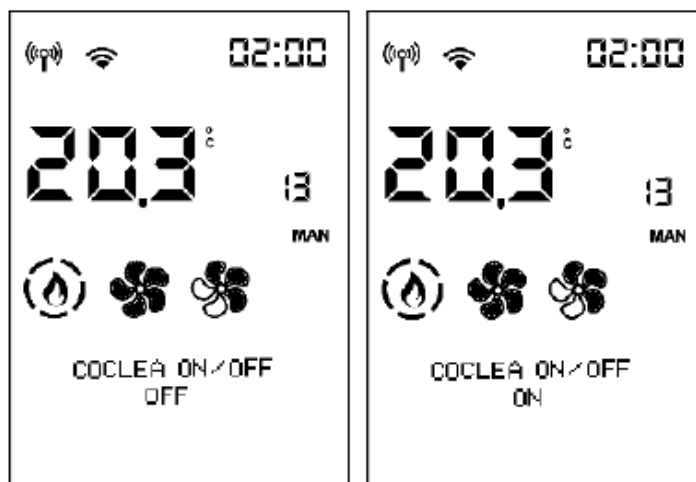 02:00
20.3 °C
13
MAN
COCLEA ON/OFF
OFF
02:00
20.3 °C
13
MAN
COCLEA ON/OFF
ON